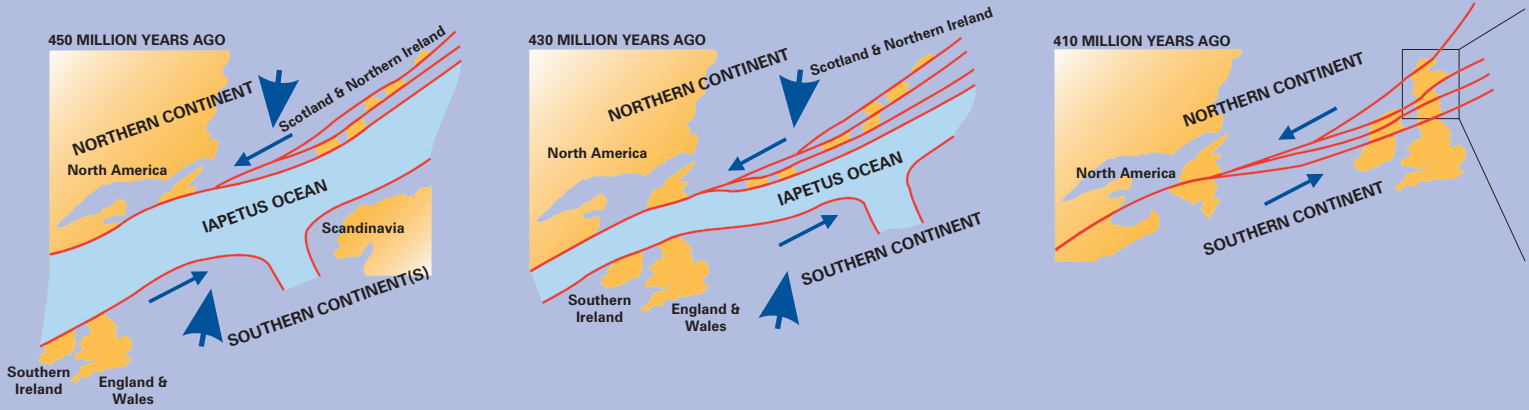 450 MILLION YEARS AGO
Scotland & Northern Ireland
NORTHERN CONTINENT
North America
IAPETUS OCEAN
Scandinavia
SOUTHERN CONTINENT(S)
Southern
Ireland
England &
Wales
430 MILLION YEARS AGO
Scotland & Northern Ireland
NORTHERN CONTINENT
North America
IAPETUS OCEAN
SOUTHERN CONTINENT
Southern
Ireland
England &
Wales
410 MILLION YEARS AGO
NORTHERN CONTINENT
North America
SOUTHERN CONTINENT